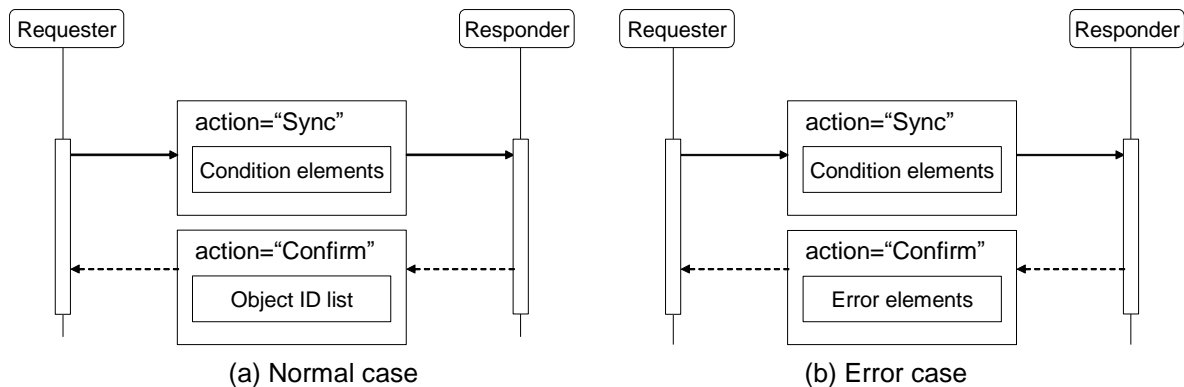 Requester
Responder
action=“Sync”
Condition elements
action=“Confirm”
Object ID list
(a) Normal case
Requester
Responder
action=“Sync”
Condition elements
action=“Confirm”
Error elements
(b) Error case